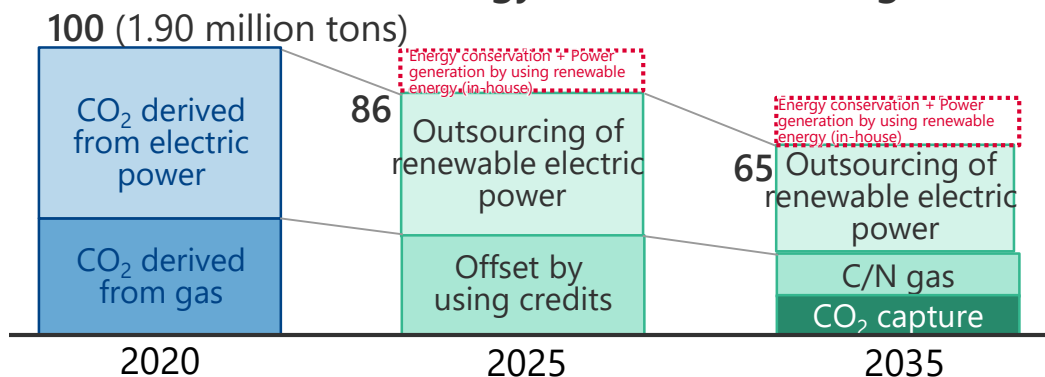 100 (1.90 million tons)
Energy conservation + Power
generation by using renewable
energy (in-house)
CO₂ derived
from electric
power
86
Outsourcing of
renewable electric
power
Energy conservation + Power
generation by using renewable
energy (in-house)
65
Outsourcing of
renewable electric
power
CO₂ derived
from gas
Offset by
using credits
C/N gas
CO₂ capture
2020
2025
2035